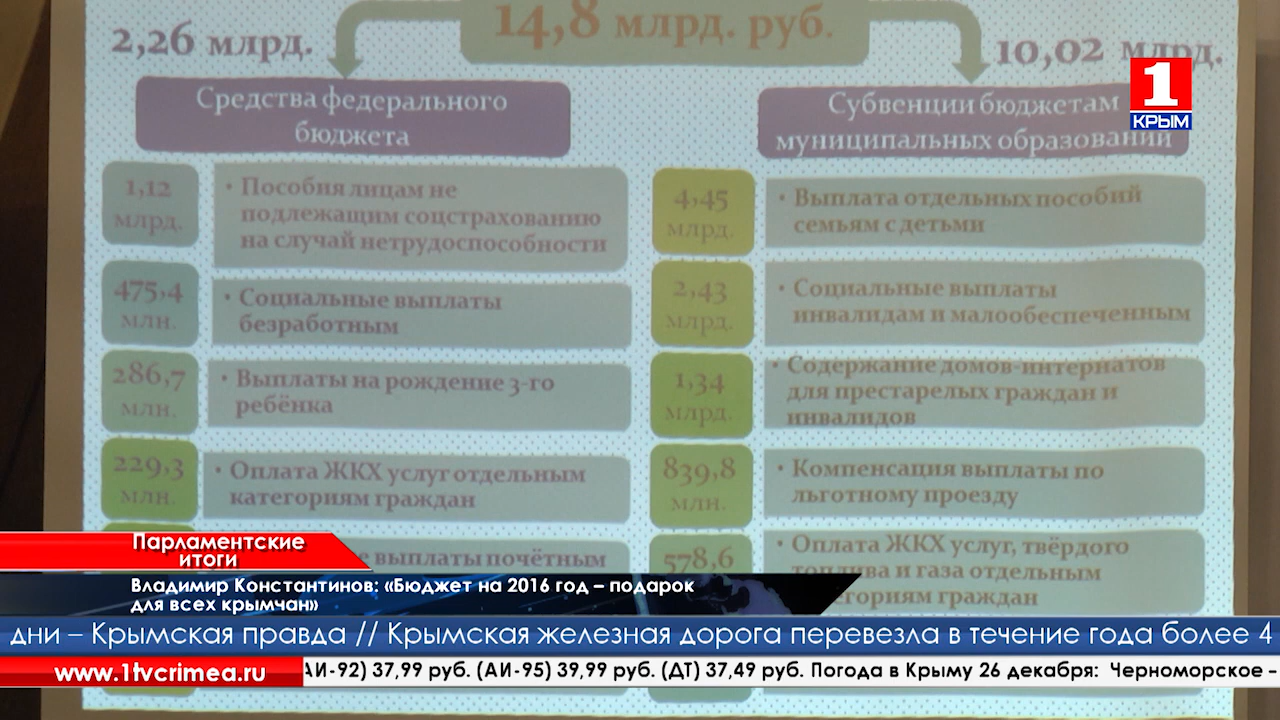 14,8 млрд. руб.
2,26 млрд.
10,02 млрд.
1
КРЫМ
Средства федерального
бюджета
1,12
млрд.
• Пособия лицам не
подлежащим соцстрахованию
на случай нетрудоспособности
475,4
млн.
• Социальные выплаты
безработным
286,7
млн.
• Выплаты на рождение 3-го
ребёнка
229,3
млн.
• Оплата ЖКХ услуг отдельным
категориям граждан
выплаты почётным
Субвенции бюджетам
муниципальных образований
4,45
млрд.
• Выплата отдельных пособий
семьям с детьми
2,43
млрд.
• Социальные выплаты
инвалидам и малообеспеченным
1,34
млрд.
• Содержание домов-интернатов
для престарелых граждан и
инвалидов
839,8
млн.
• Компенсация выплаты по
льготному проезду
578,6
• Оплата ЖКХ услуг, твёрдого
топлива и газа отдельным
граждан
Парламентские
итоги
Владимир Константинов: «Бюджет на 2016 год – подарок
для всех крымчан»
дни – Крымская правда // Крымская железная дорога перевезла в течение года более 4
www.1tvcrimea.ru
АИ-92) 37,99 руб. (АИ-95) 39,99 руб. (ДТ) 37,49 руб. Погода в Крыму 26 декабря: Черноморское -